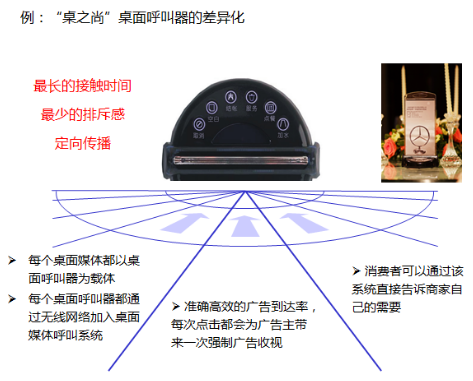 例：“桌之尚”桌面呼叫器的差异化
最长的接触时间
最少的排斥感
定向传播
点餐
➢ 每个桌面媒体都以桌
面呼叫器为载体
➢ 每个桌面呼叫器都通
过无线网络加入桌面
媒体呼叫系统
➢ 准确高效的广告到达率，
每次点击都会为广告主带
来一次强制广告收视
➢ 消费者可以通过该
系统直接告诉商家自
己的需要